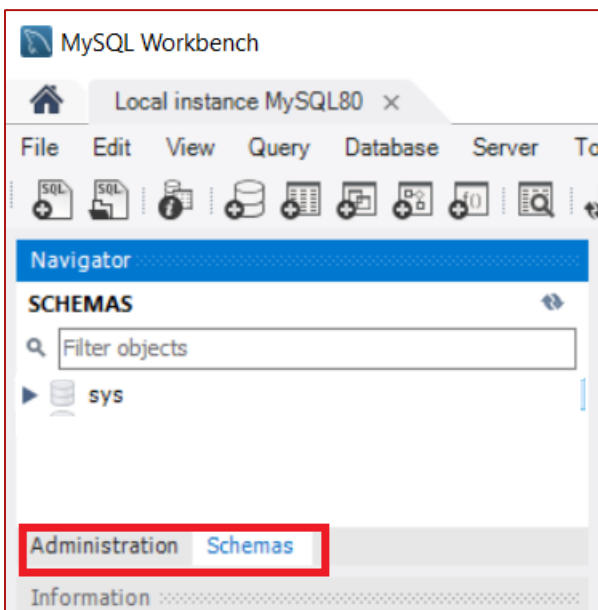 MySQL Workbench
Local instance MySQL80
File Edit View Query Database Server To
SQL SQL
Navigator
SCHEMAS
Filter objects
sys
Administration Schemas
Information